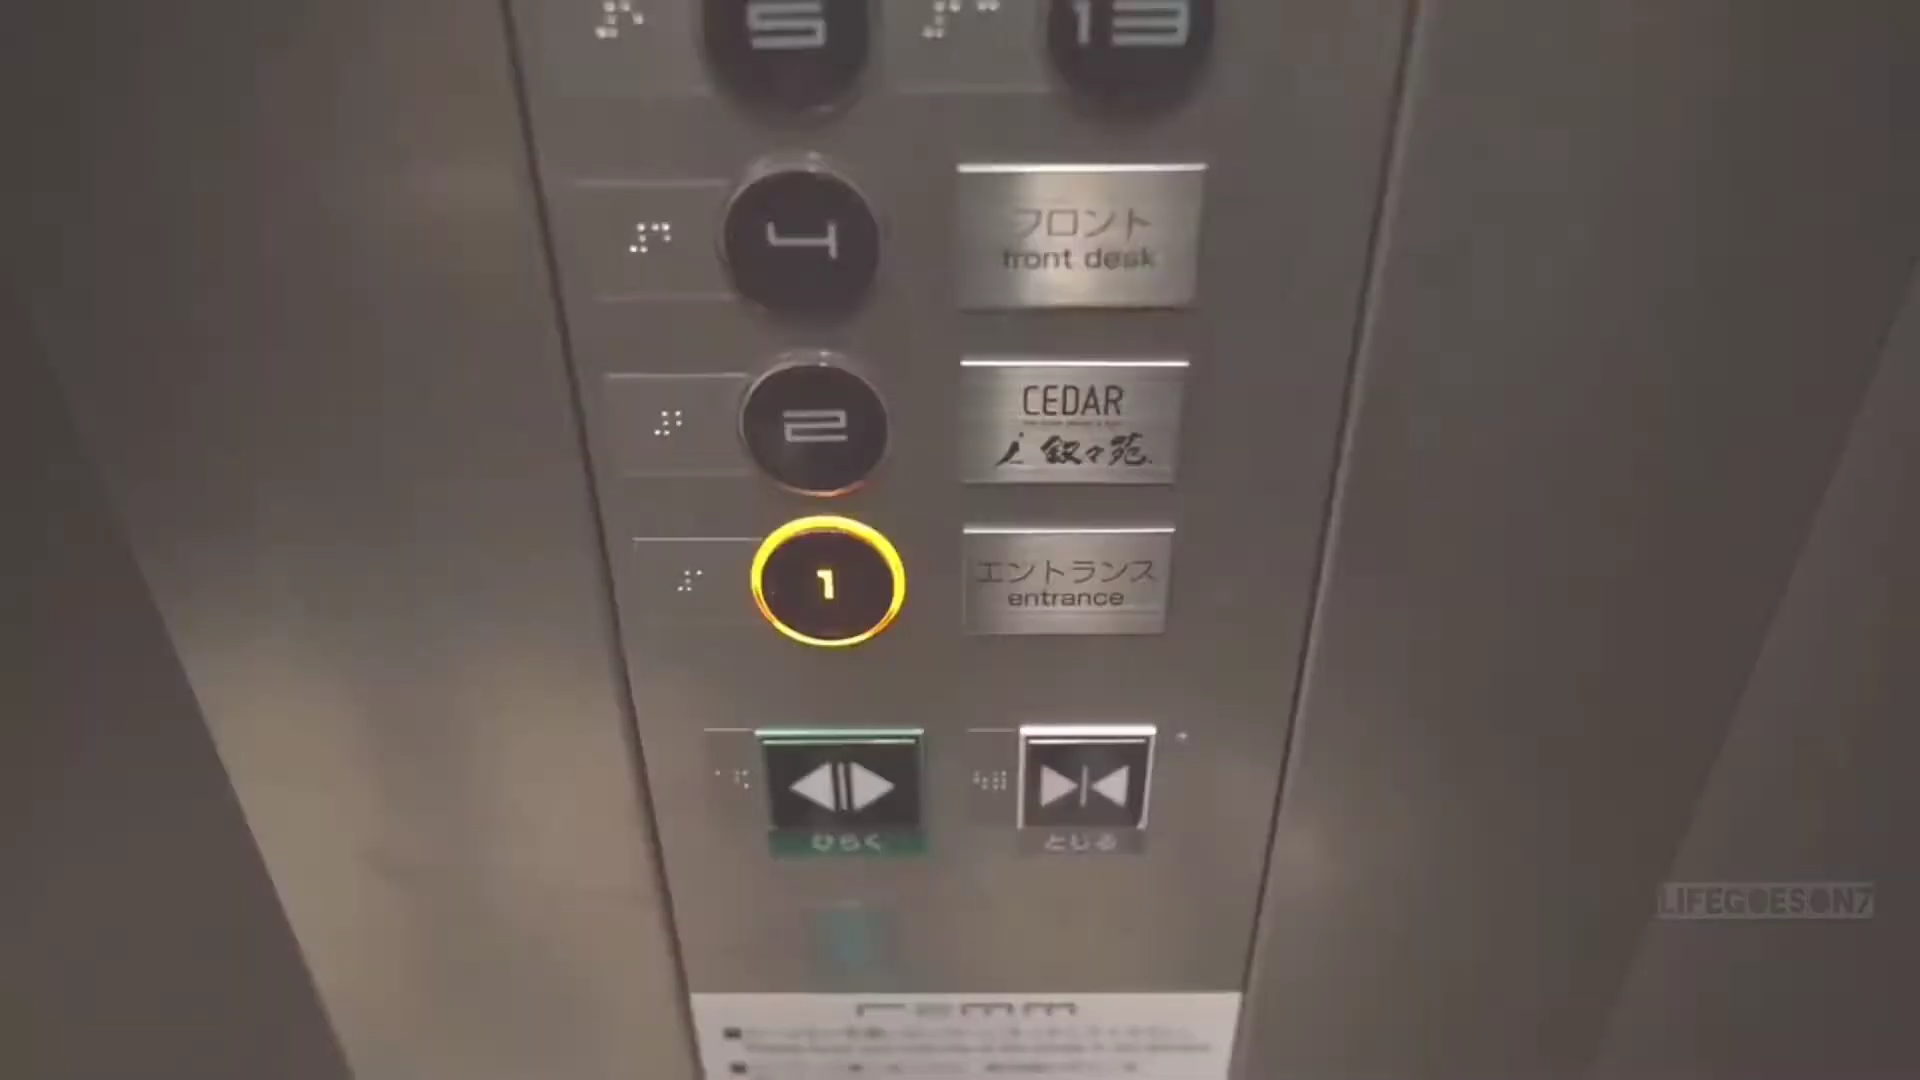 5
13
4
フロント
front desk
2
CEDAR
叙々苑
1
エントランス
entrance
ひらく
とじる
LIFEGOESON7
remm